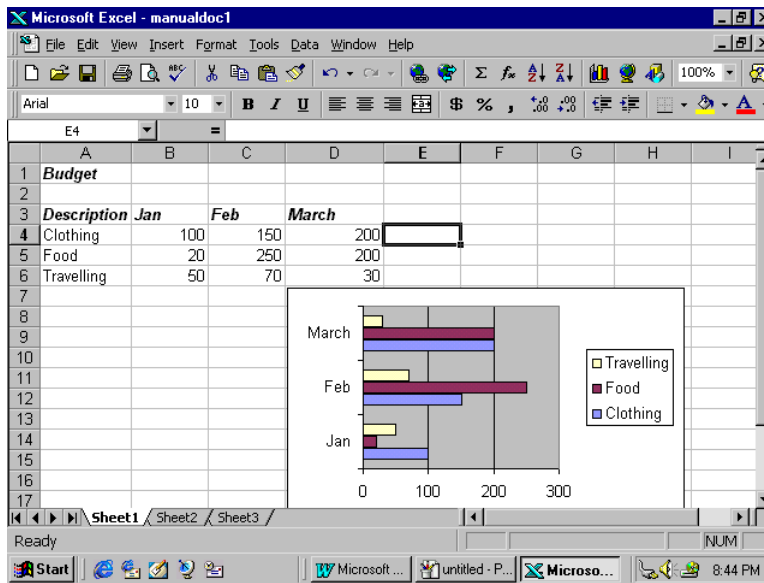 Microsoft Excel - manualdoc1
File Edit View Insert Format Tools Data Window Help
Σ fx 100%
Arial 10 B I U $ % ,
E4 =
A B C D E F G H I
1 Budget
2
3 Description Jan Feb March
4 Clothing 100 150 200
5 Food 20 250 200
6 Travelling 50 70 30
7
8
9
10
11
12
13
14
15
16
17
March
Feb
Jan
0 100 200 300
Travelling
Food
Clothing
Sheet1 Sheet2 Sheet3
Ready NUM
Start Microsoft ... untitled - P... Microso... 8:44 PM